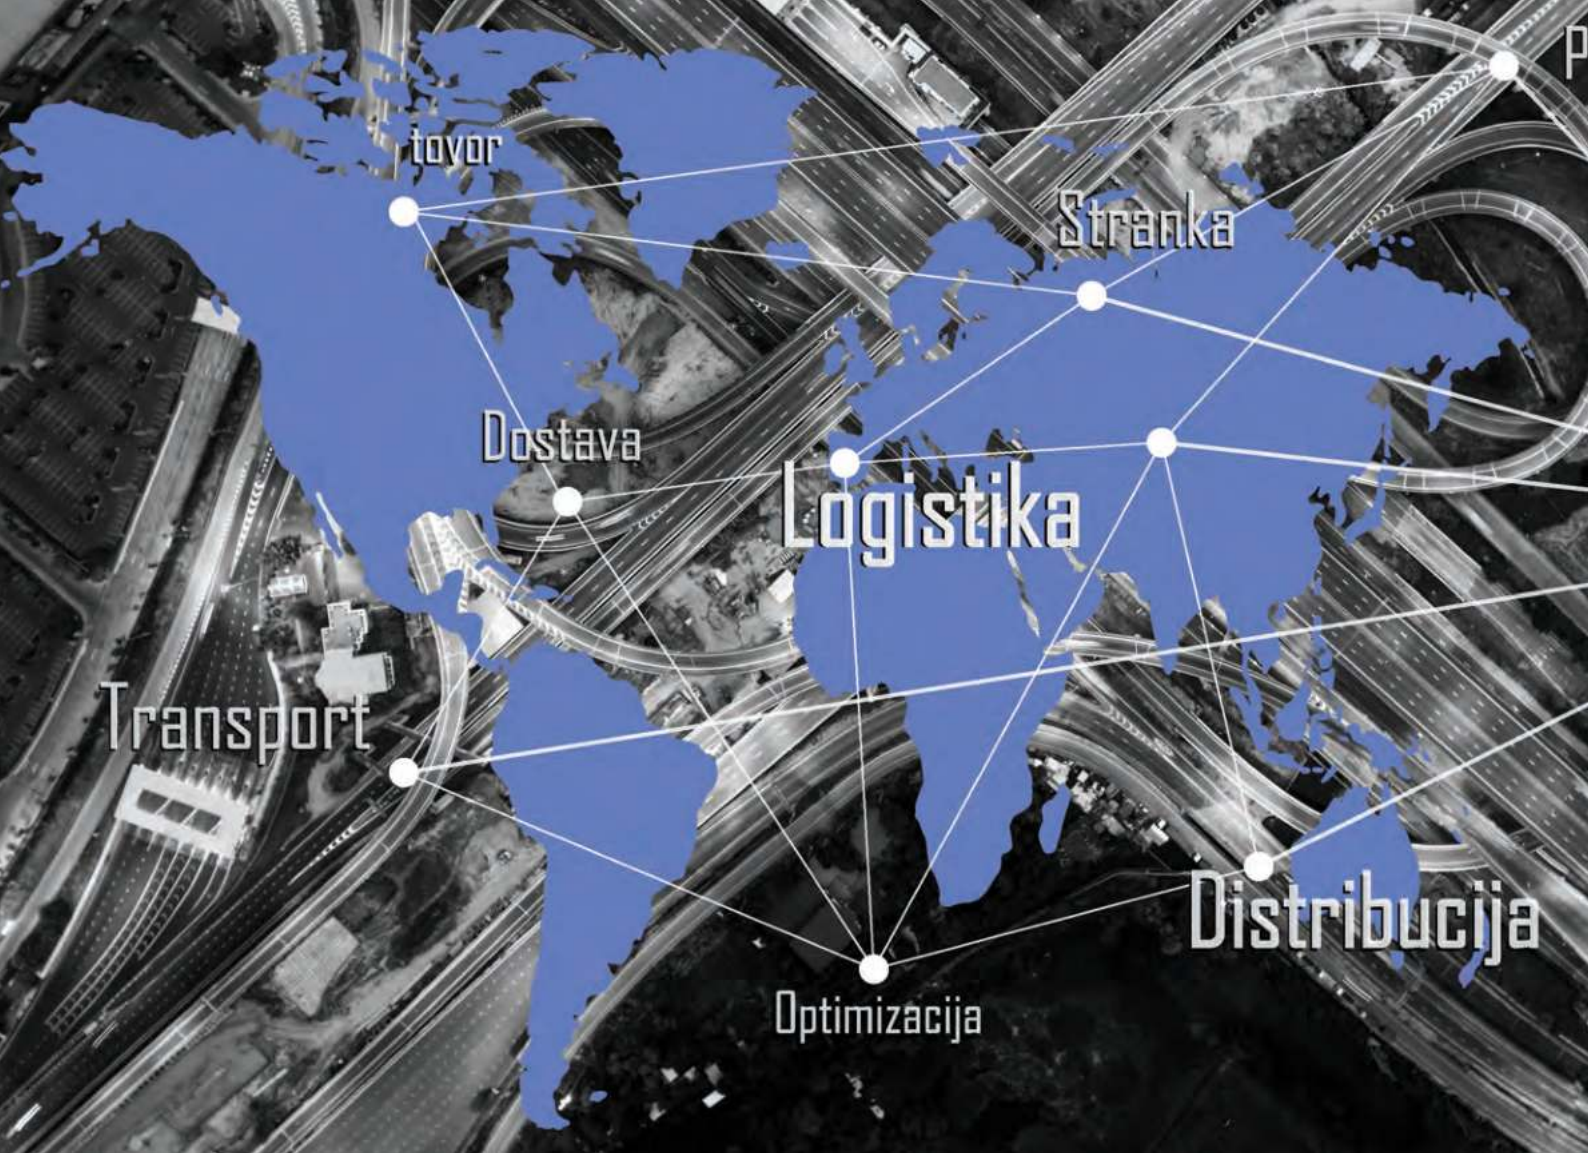 tovor
Stranka
Dostava
Logistika
Transport
Distribucija
Optimizacija